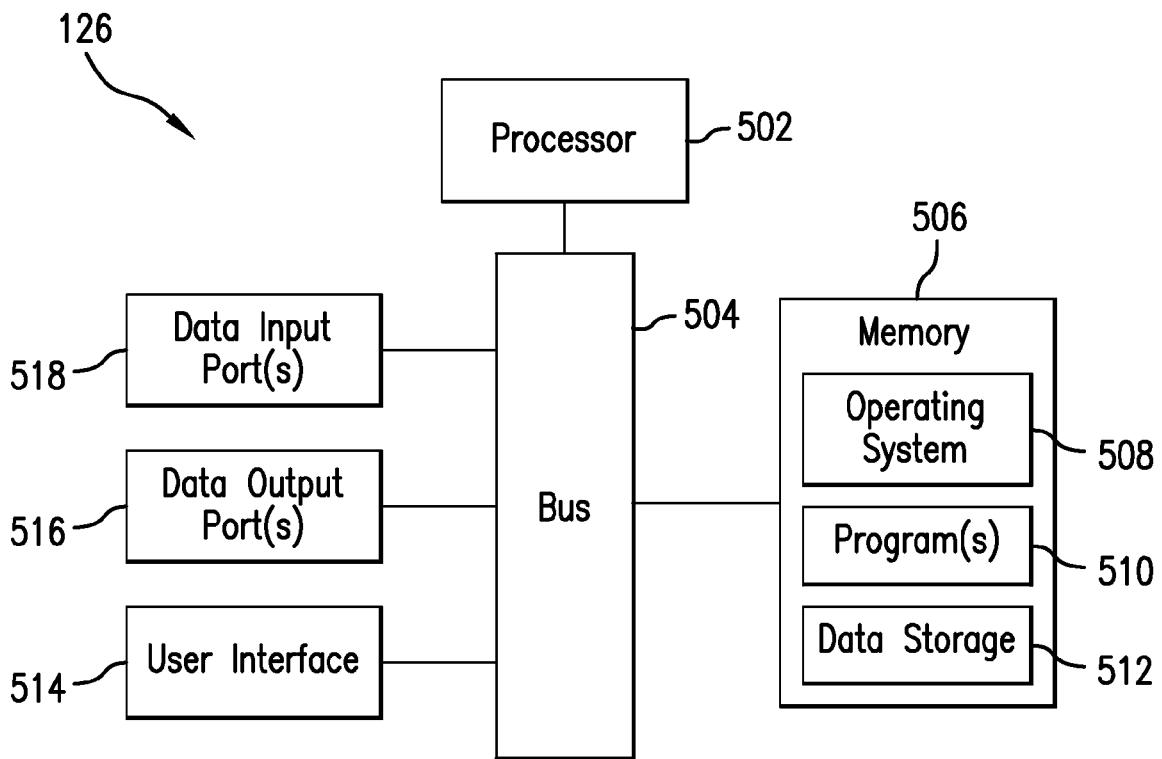 126
Processor
502
506
Data Input
Port(s)
518
504
Memory
Operating
System
508
Data Output
Port(s)
516
Bus
Program(s)
510
User Interface
514
Data Storage
512